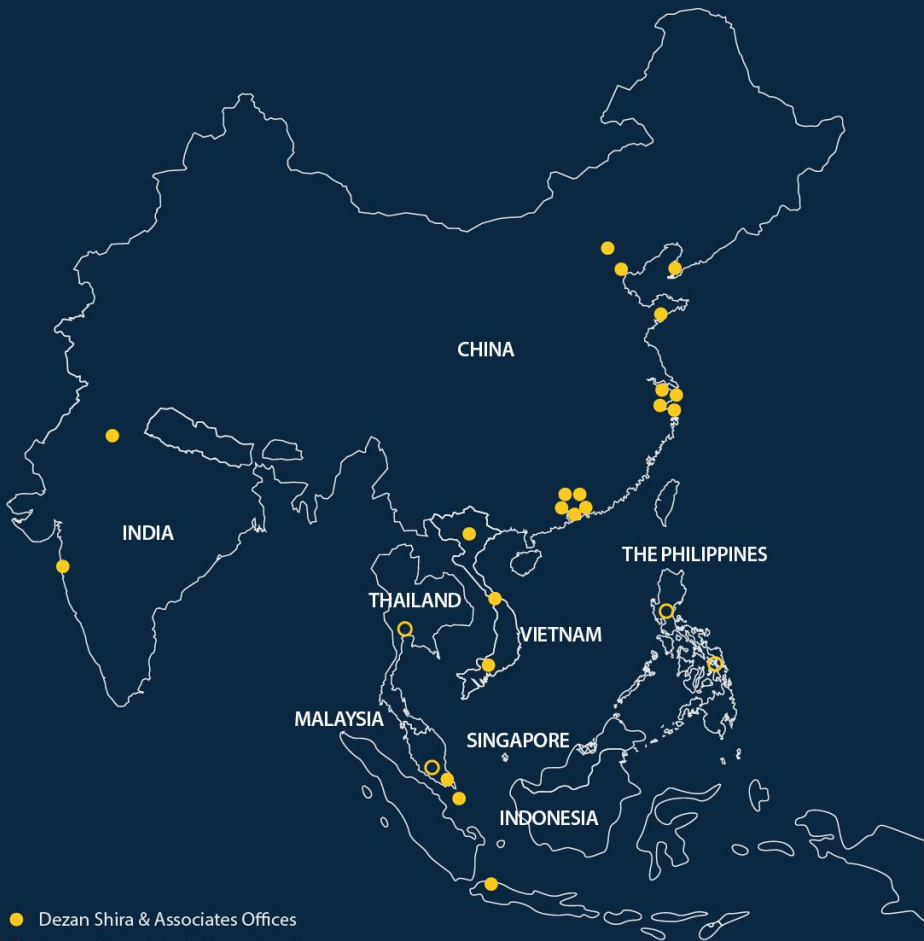 CHINA
INDIA
THE PHILIPPINES
THAILAND
VIETNAM
MALAYSIA
SINGAPORE
INDONESIA
Dezan Shira & Associates Offices